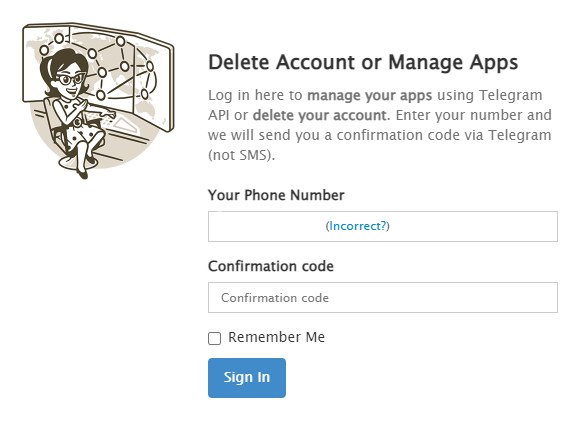 Delete Account or Manage Apps
Log in here to manage your apps using Telegram
API or delete your account. Enter your number and
we will send you a confirmation code via Telegram
(not SMS).
Your Phone Number
(Incorrect?)
Confirmation code
Confirmation code
Remember Me
Sign In